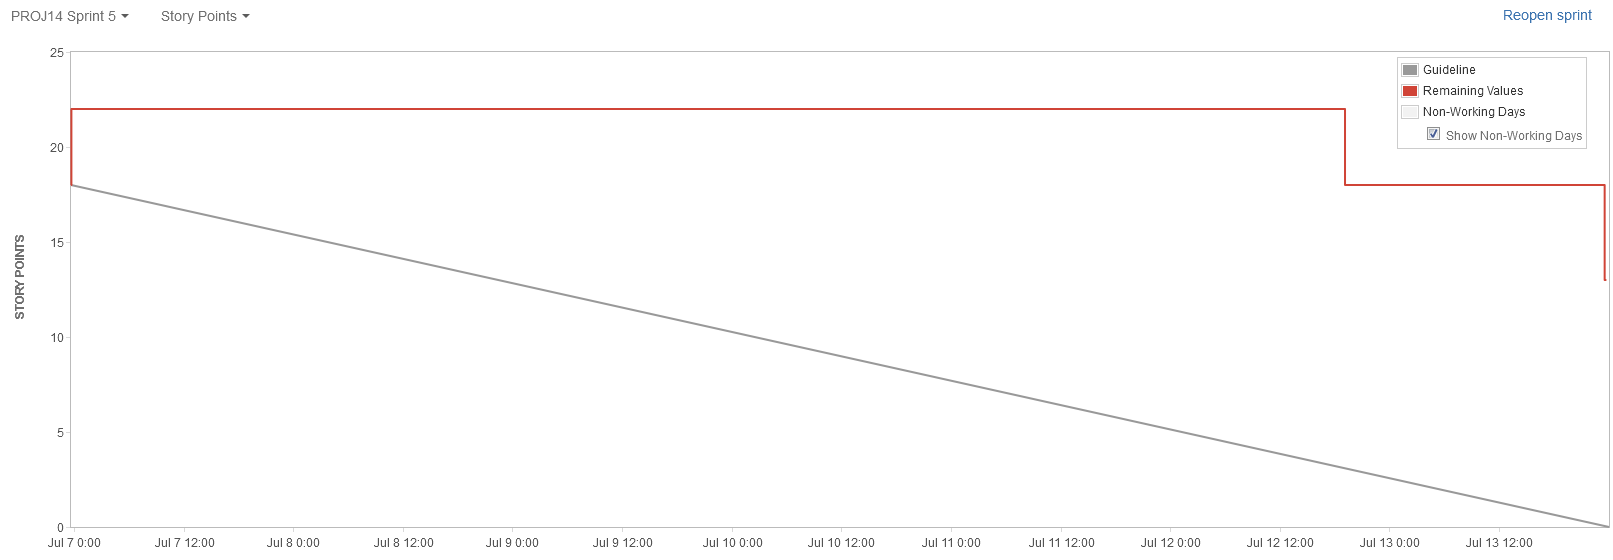 PROJ14 Sprint 5 Story Points Reopen sprint
25
Guideline
Remaining Values
Non-Working Days
Show Non-Working Days
20
15
STORY POINTS
10
5
0
Jul 7 0:00 Jul 7 12:00 Jul 8 0:00 Jul 8 12:00 Jul 9 0:00 Jul 9 12:00 Jul 10 0:00 Jul 10 12:00 Jul 11 0:00 Jul 11 12:00 Jul 12 0:00 Jul 12 12:00 Jul 13 0:00 Jul 13 12:00